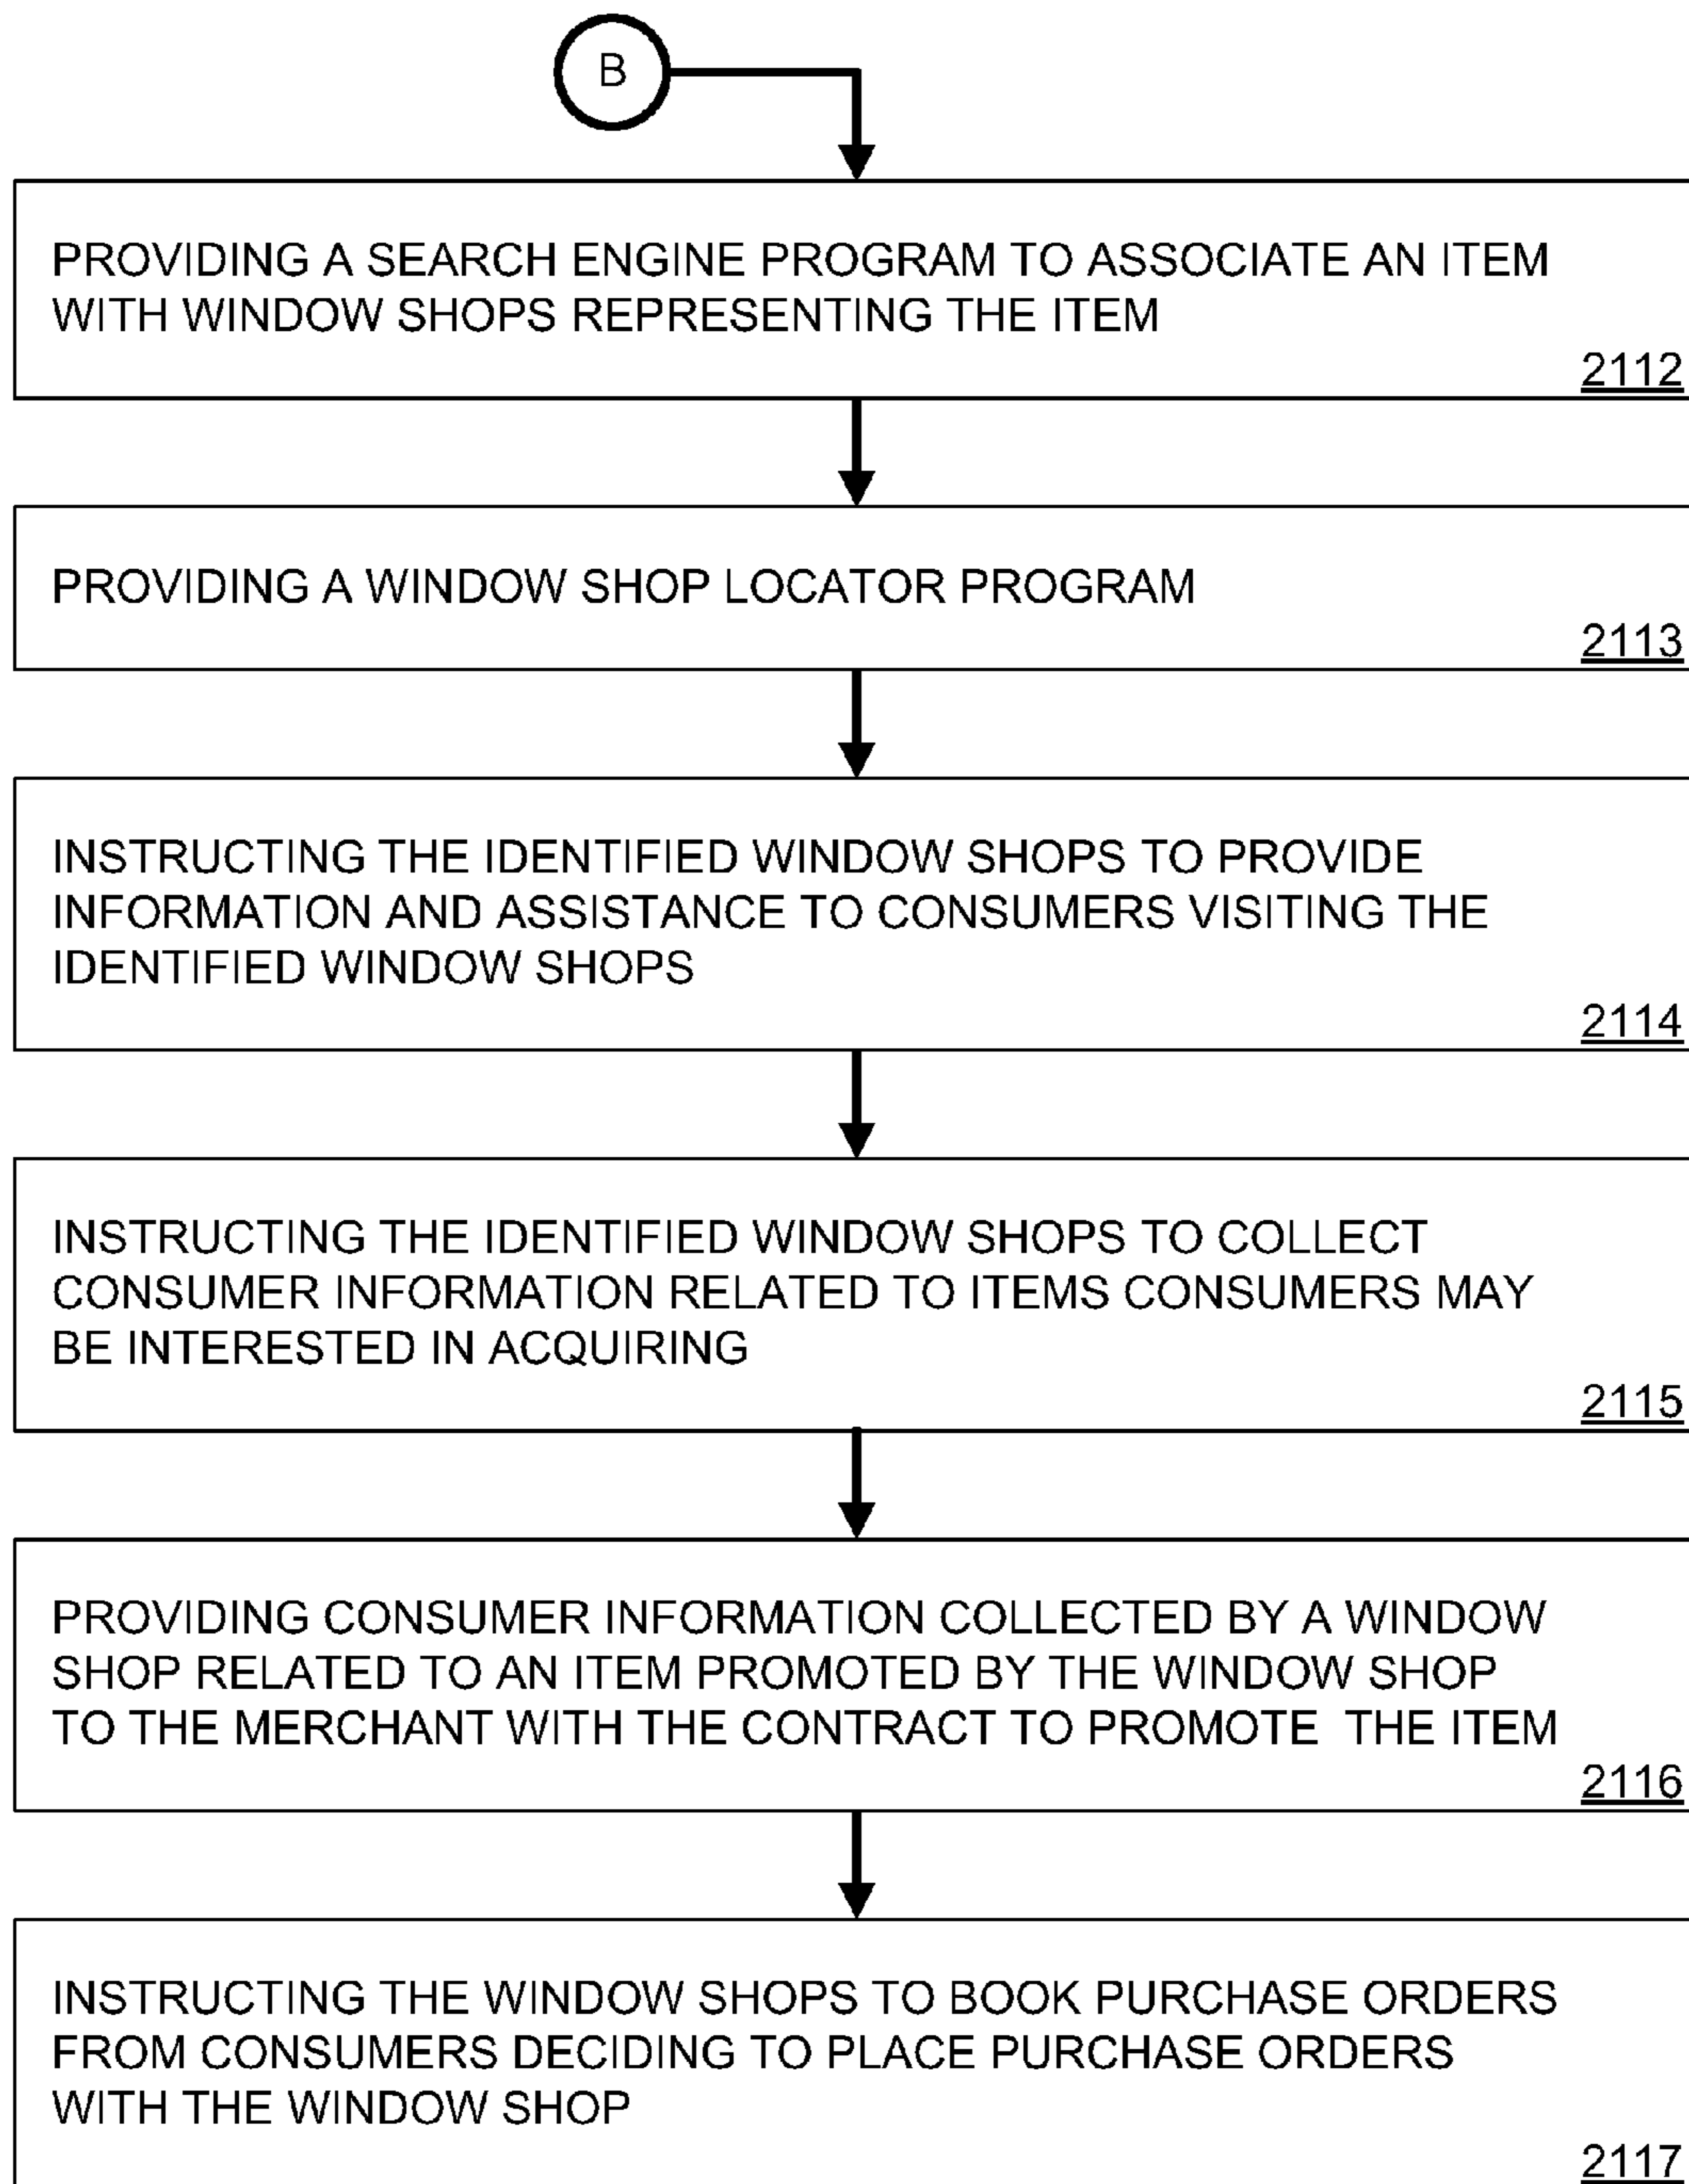 B
PROVIDING A SEARCH ENGINE PROGRAM TO ASSOCIATE AN ITEM
WITH WINDOW SHOPS REPRESENTING THE ITEM
2112
PROVIDING A WINDOW SHOP LOCATOR PROGRAM
2113
INSTRUCTING THE IDENTIFIED WINDOW SHOPS TO PROVIDE
INFORMATION AND ASSISTANCE TO CONSUMERS VISITING THE
IDENTIFIED WINDOW SHOPS
2114
INSTRUCTING THE IDENTIFIED WINDOW SHOPS TO COLLECT
CONSUMER INFORMATION RELATED TO ITEMS CONSUMERS MAY
BE INTERESTED IN ACQUIRING
2115
PROVIDING CONSUMER INFORMATION COLLECTED BY A WINDOW
SHOP RELATED TO AN ITEM PROMOTED BY THE WINDOW SHOP
TO THE MERCHANT WITH THE CONTRACT TO PROMOTE THE ITEM
2116
INSTRUCTING THE WINDOW SHOPS TO BOOK PURCHASE ORDERS
FROM CONSUMERS DECIDING TO PLACE PURCHASE ORDERS
WITH THE WINDOW SHOP
2117